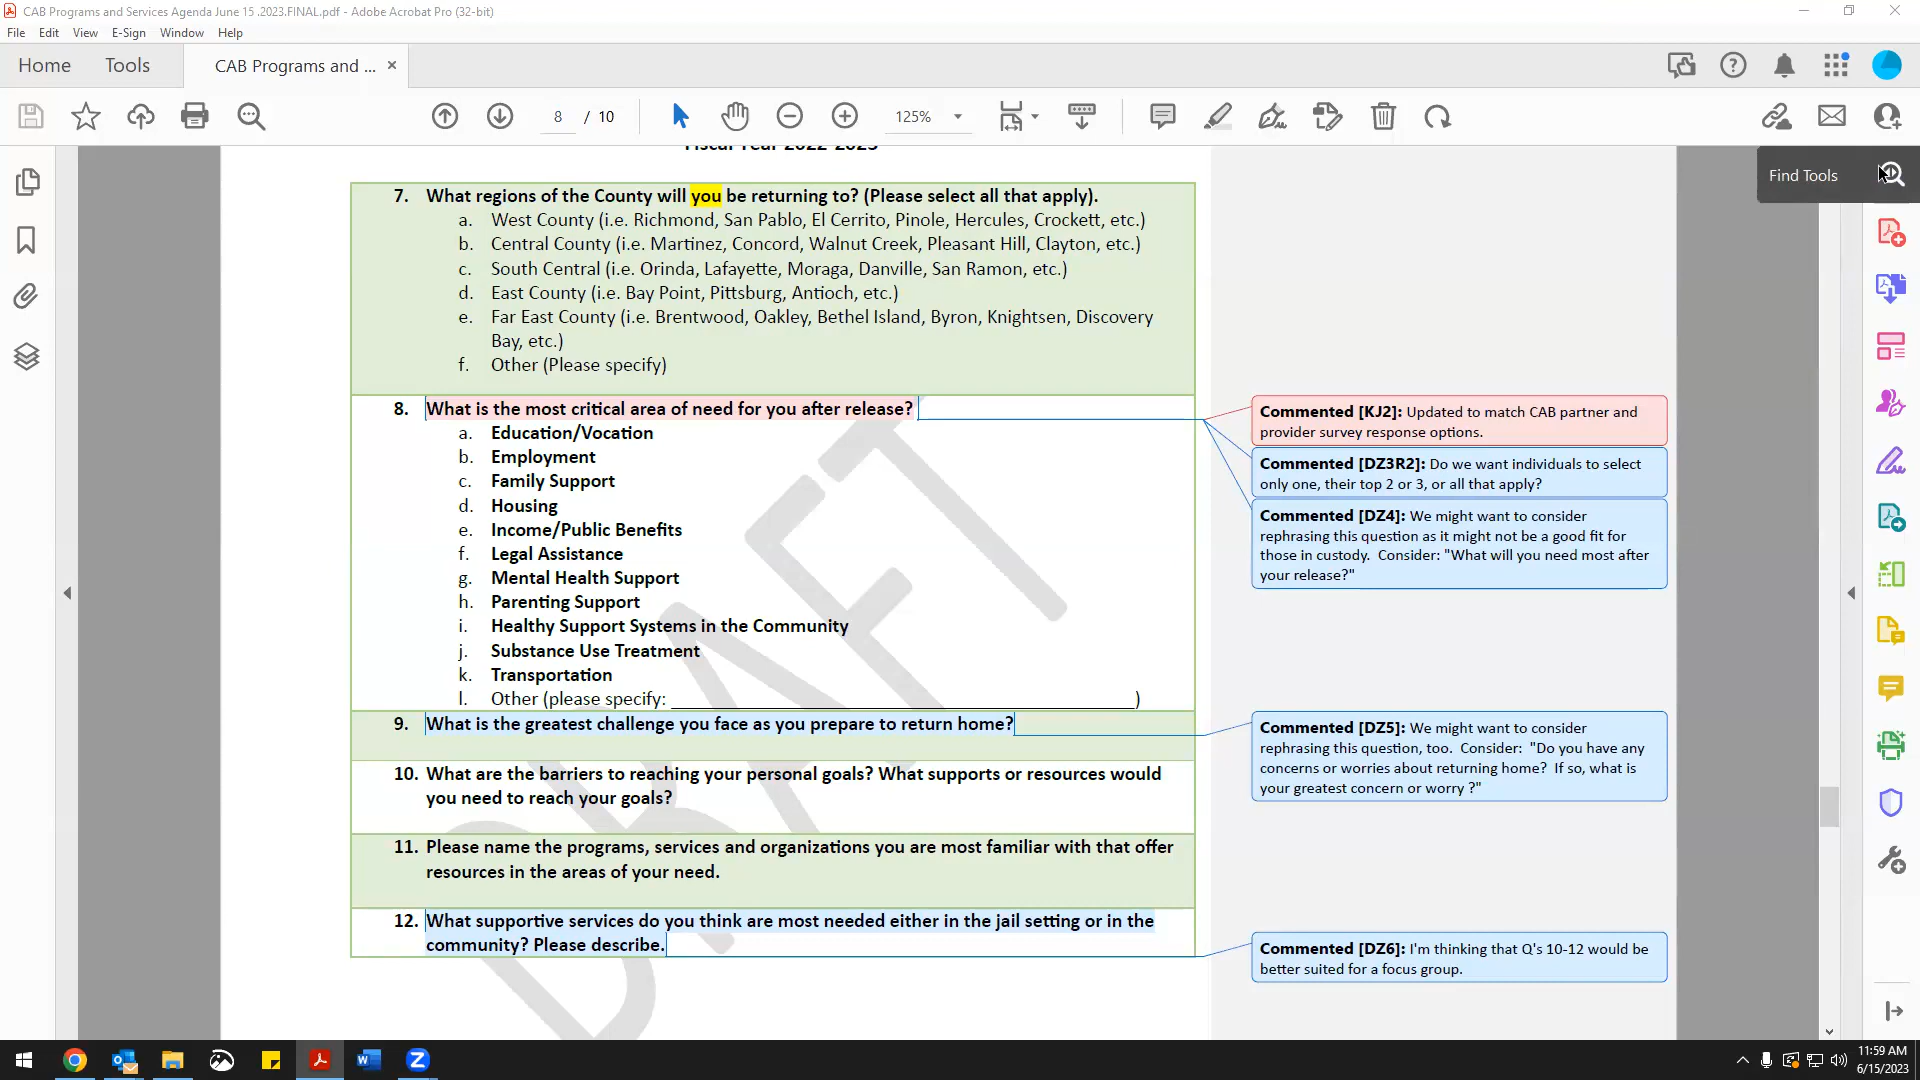 CAB Programs and Services Agenda June 15 .2023.FINAL.pdf - Adobe Acrobat Pro (32-bit)
File Edit View E-Sign Window Help
Home Tools CAB Programs and ... ×
8 / 10 125%
Fiscal Year 2022-2023
Find Tools
7. What regions of the County will you be returning to? (Please select all that apply).
a. West County (i.e. Richmond, San Pablo, El Cerrito, Pinole, Hercules, Crockett, etc.)
b. Central County (i.e. Martinez, Concord, Walnut Creek, Pleasant Hill, Clayton, etc.)
c. South Central (i.e. Orinda, Lafayette, Moraga, Danville, San Ramon, etc.)
d. East County (i.e. Bay Point, Pittsburg, Antioch, etc.)
e. Far East County (i.e. Brentwood, Oakley, Bethel Island, Byron, Knightsen, Discovery
Bay, etc.)
f. Other (Please specify)
8. What is the most critical area of need for you after release?
a. Education/Vocation
b. Employment
c. Family Support
d. Housing
e. Income/Public Benefits
f. Legal Assistance
g. Mental Health Support
h. Parenting Support
i. Healthy Support Systems in the Community
j. Substance Use Treatment
k. Transportation
l. Other (please specify: ______________________________________________)
9. What is the greatest challenge you face as you prepare to return home?
10. What are the barriers to reaching your personal goals? What supports or resources would
you need to reach your goals?
11. Please name the programs, services and organizations you are most familiar with that offer
resources in the areas of your need.
12. What supportive services do you think are most needed either in the jail setting or in the
community? Please describe.
DRAFT
Commented [KJ2]: Updated to match CAB partner and
provider survey response options.
Commented [DZ3R2]: Do we want individuals to select
only one, their top 2 or 3, or all that apply?
Commented [DZ4]: We might want to consider
rephrasing this question as it might not be a good fit for
those in custody. Consider: "What will you need most after
your release?"
Commented [DZ5]: We might want to consider
rephrasing this question, too. Consider: "Do you have any
concerns or worries about returning home? If so, what is
your greatest concern or worry ?"
Commented [DZ6]: I'm thinking that Q's 10-12 would be
better suited for a focus group.
11:59 AM
6/15/2023